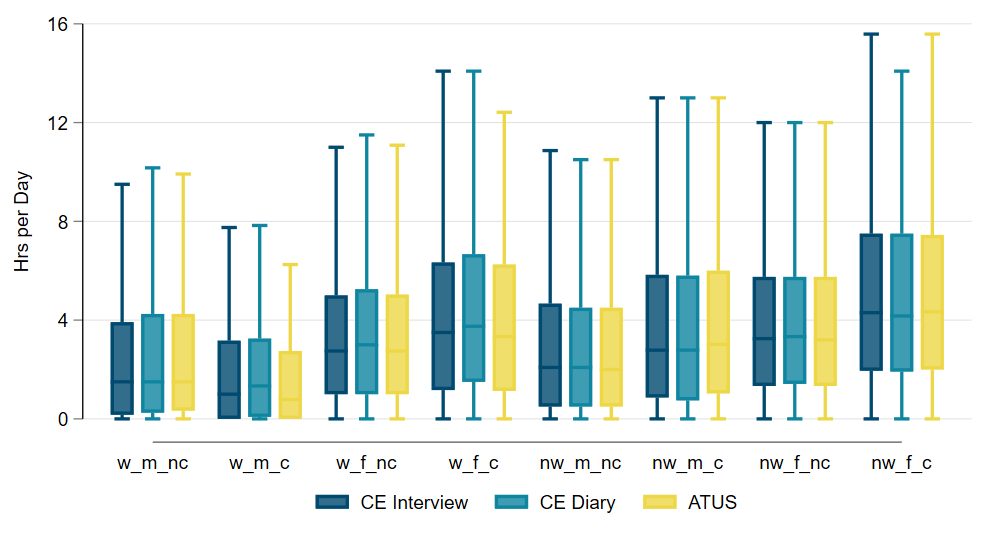 16
12
8
4
0
Hrs per Day
w_m_nc w_m_c w_f_nc w_f_c nw_m_nc nw_m_c nw_f_nc nw_f_c
CE Interview CE Diary ATUS